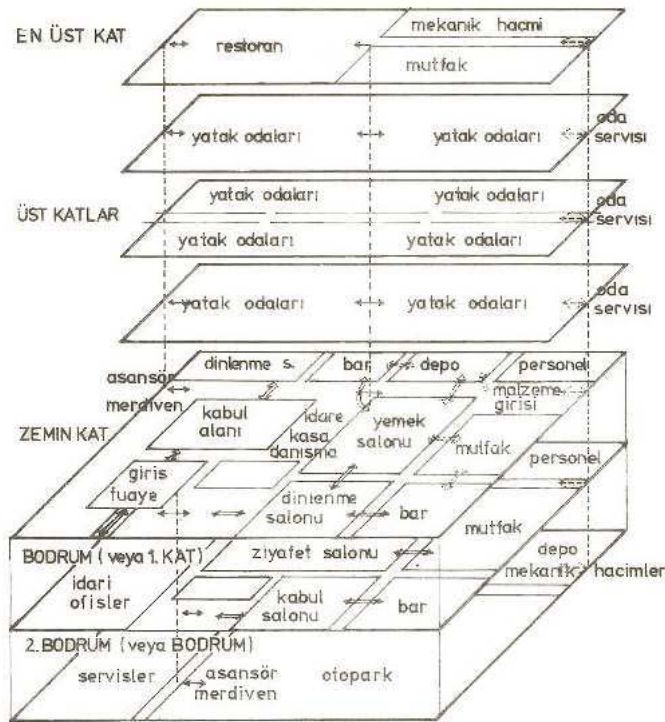 EN ÜST KAT
restoran
mekanik hacmi
mutfak
yatak odaları
yatak odaları
oda
servısı
ÜST KATLAR
yatak odaları
yatak odaları
yatak odaları
yatak odaları
oda
servısı
yatak odaları
yatak odaları
oda
servısı
dinlenme s.
bar
depo
personel
asansör
merdiven
malzeme
girisi
ZEMIN KAT
kabul
alanı
idare
kasa
danısma
yemek
salonu
mutfak
personel
giris
fuaye
dinlenme
salonu
bar
mutfak
BODRUM (veya 1. KAT)
ziyafet salonu
depo
mekanik hacimler
idari
ofisler
kabul
salonu
bar
2. BODRUM (veya BODRUM)
servisler
asansör
merdiven
otopark